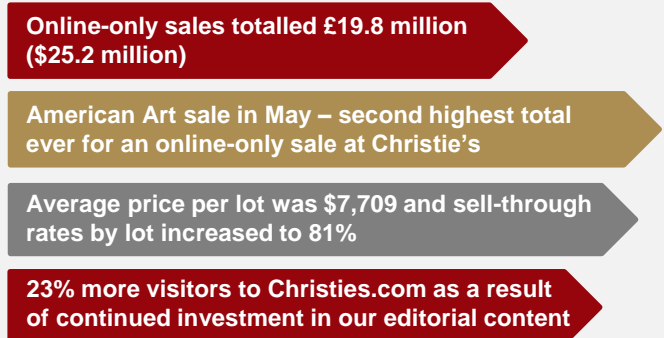 Online-only sales totalled £19.8 million
($25.2 million)
American Art sale in May – second highest total
ever for an online-only sale at Christie's
Average price per lot was $7,709 and sell-through
rates by lot increased to 81%
23% more visitors to Christies.com as a result
of continued investment in our editorial content